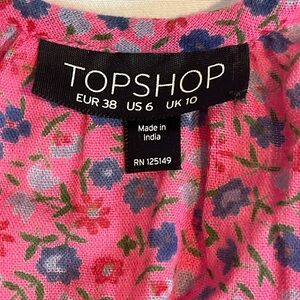 TOPSHOP
EUR 38 US 6 UK 10
Made in
India
RN 125149